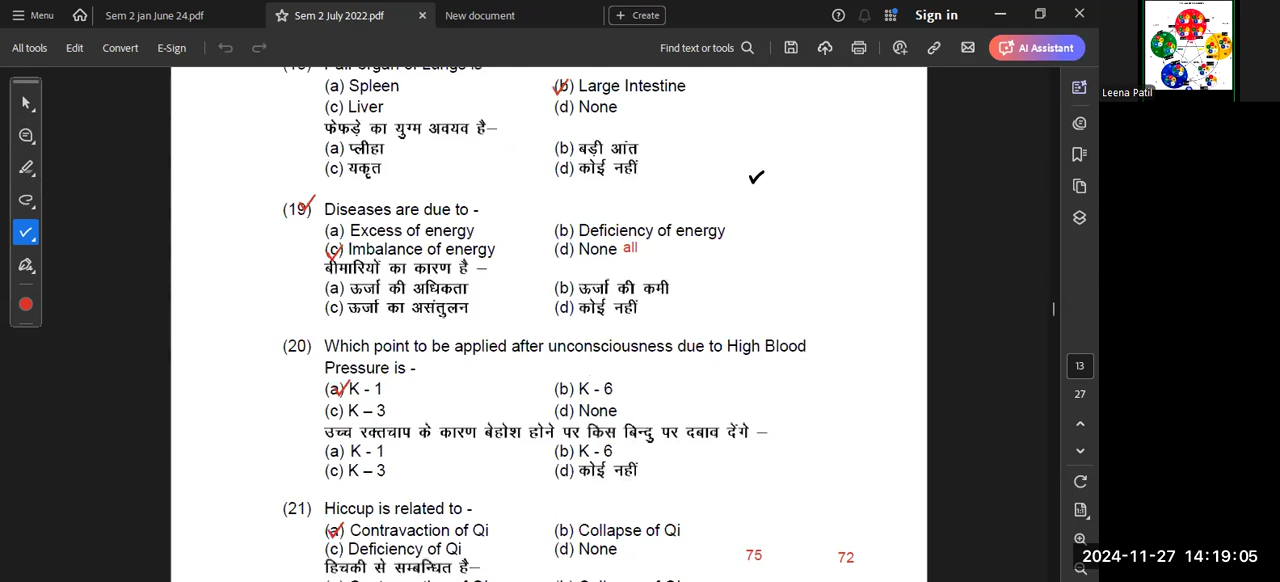 Menu
Sem 2 jan June 24.pdf
Sem 2 July 2022.pdf
New document
Create
Sign in
All tools Edit Convert E-Sign
Find text or tools
AI Assistant
Leena Patil
(a) Spleen (b) Large Intestine
(c) Liver (d) None
फेफड़े का युग्म अवयव है–
(a) प्लीहा (b) बड़ी आंत
(c) यकृत (d) कोई नहीं
(19) Diseases are due to -
(a) Excess of energy (b) Deficiency of energy
(c) Imbalance of energy (d) None all
बीमारियों का कारण है –
(a) ऊर्जा की अधिकता (b) ऊर्जा की कमी
(c) ऊर्जा का असंतुलन (d) कोई नहीं
(20) Which point to be applied after unconsciousness due to High Blood
Pressure is -
(a) K - 1 (b) K - 6
(c) K – 3 (d) None
उच्च रक्तचाप के कारण बेहोश होने पर किस बिन्दु पर दबाव देंगे –
(a) K - 1 (b) K - 6
(c) K – 3 (d) कोई नहीं
(21) Hiccup is related to -
(a) Contravaction of Qi (b) Collapse of Qi
(c) Deficiency of Qi (d) None
75 72
हिचकी से सम्बन्धित है–
13
27
2024-11-27 14:19:05